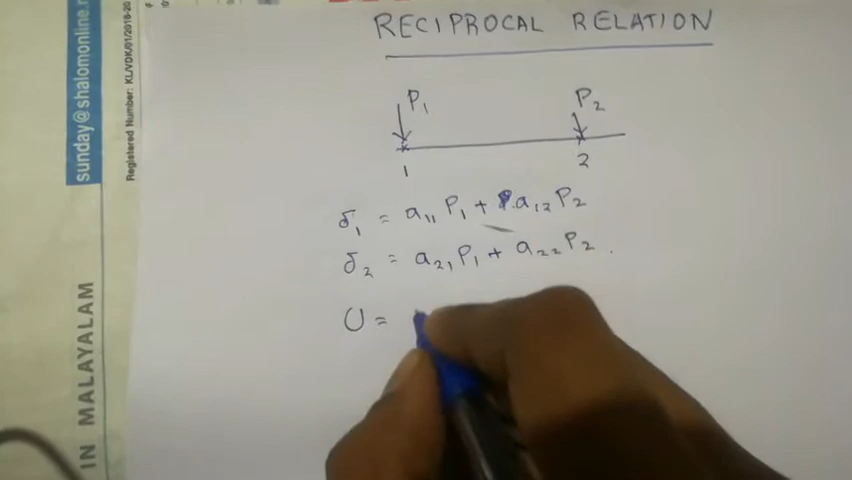 RECIPROCAL RELATION
P₁ P₂
1 2
δ₁ = a₁₁ P₁ + a₁₂ P₂
δ₂ = a₂₁ P₁ + a₂₂ P₂ .
U =
sunday@shalomonline.
Registered Number: KL/VDK/01/2018-20
IN MALAYALAM